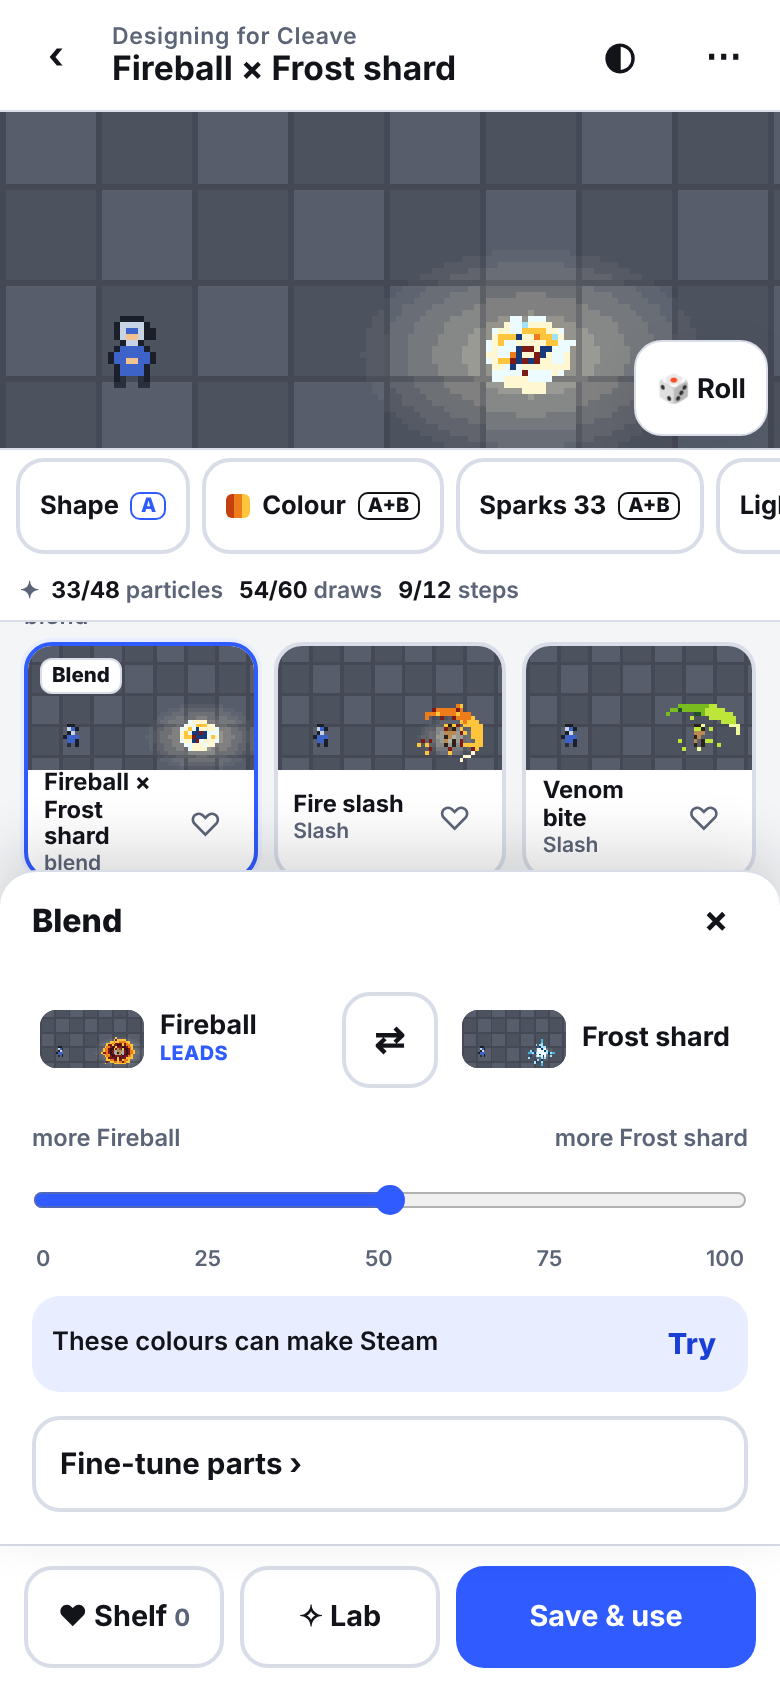 Designing for Cleave
Fireball × Frost shard
Roll
Shape A
Colour A+B
Sparks 33 A+B
33/48 particles 54/60 draws 9/12 steps
blend
Blend
Fireball ×
Frost
shard
blend
Fire slash
Slash
Venom
bite
Slash
Blend
Fireball
LEADS
Frost shard
more Fireball
more Frost shard
0 25 50 75 100
These colours can make Steam
Try
Fine-tune parts ›
Shelf 0
Lab
Save & use